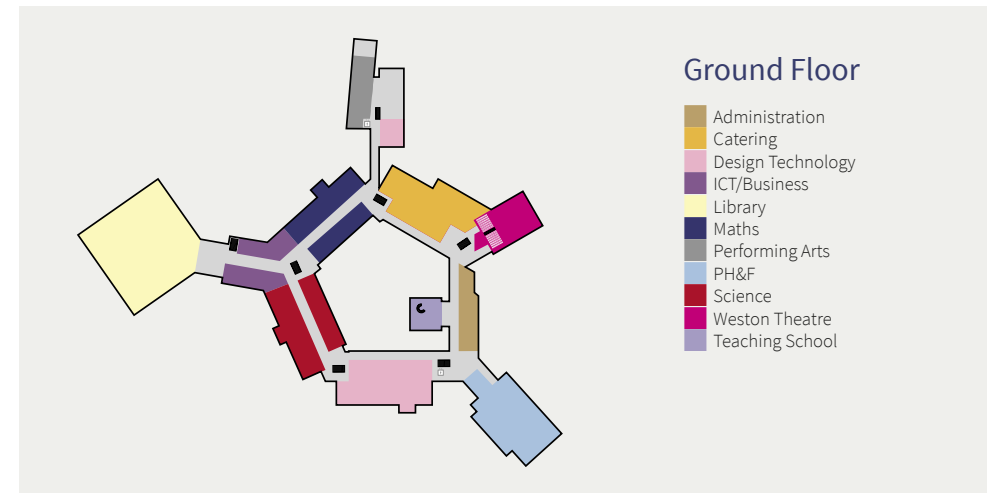 Ground Floor
Administration
Catering
Design Technology
ICT/Business
Library
Maths
Performing Arts
PH&F
Science
Weston Theatre
Teaching School